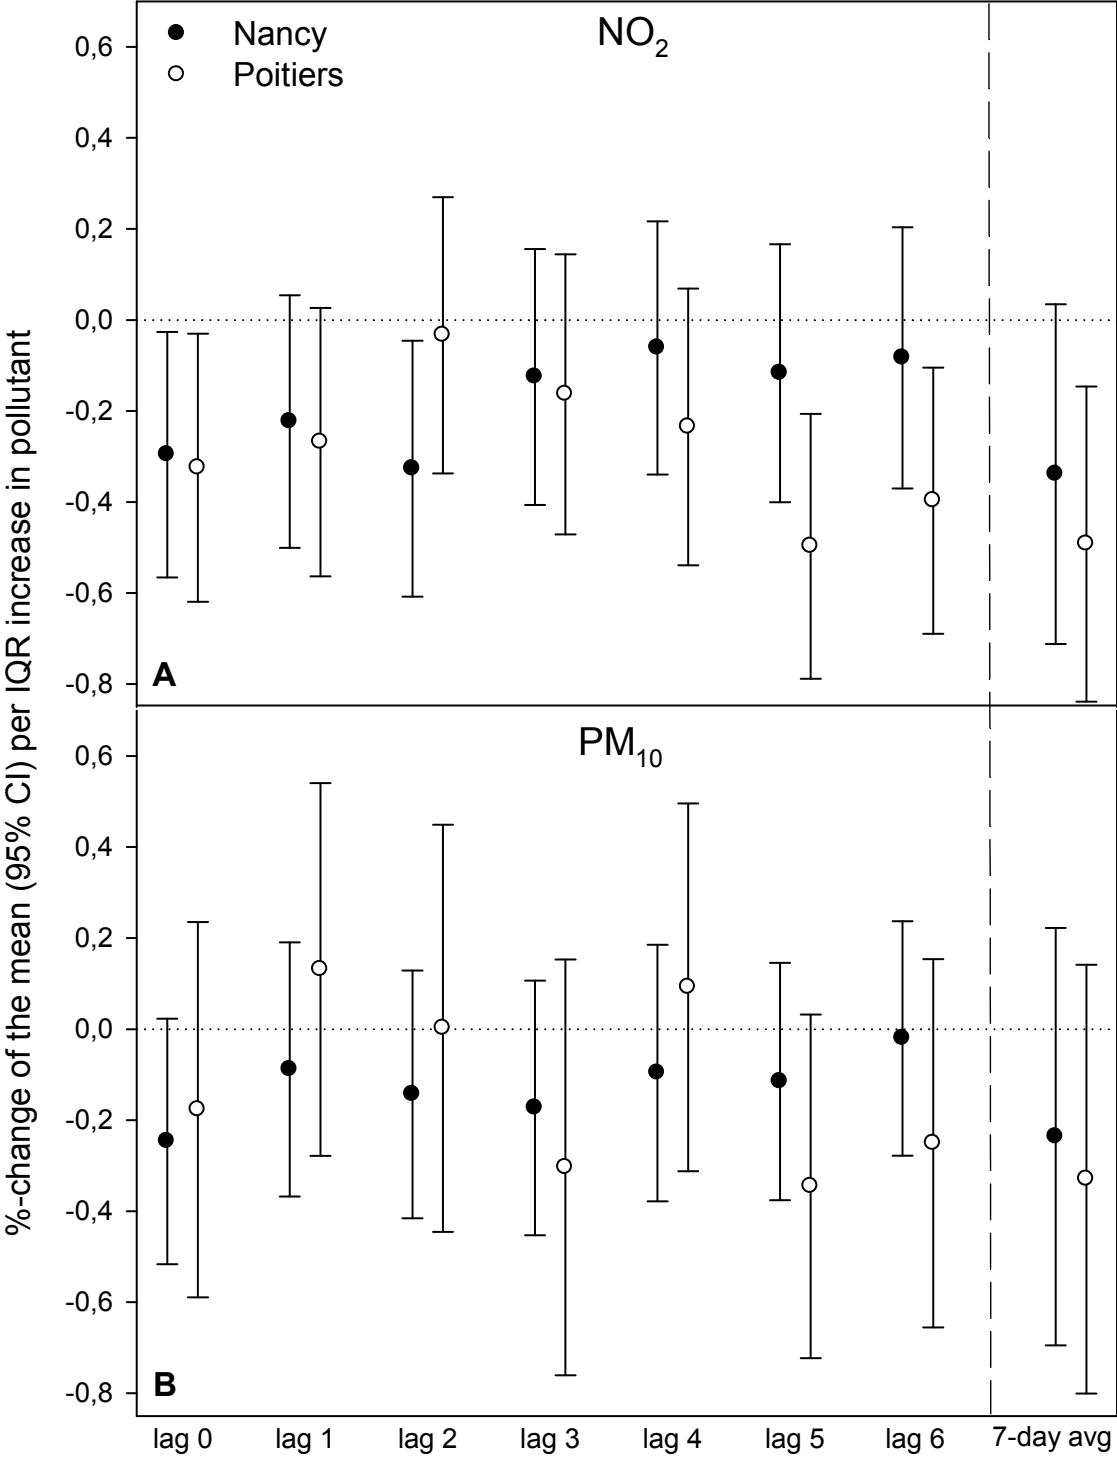 Nancy
Poitiers
NO2
0,6
0,4
0,2
0,0
-0,2
-0,4
-0,6
-0,8
A
PM10
0,6
0,4
0,2
0,0
-0,2
-0,4
-0,6
-0,8
B
lag 0 lag 1 lag 2 lag 3 lag 4 lag 5 lag 6 7-day avg
%-change of the mean (95% CI) per IQR increase in pollutant